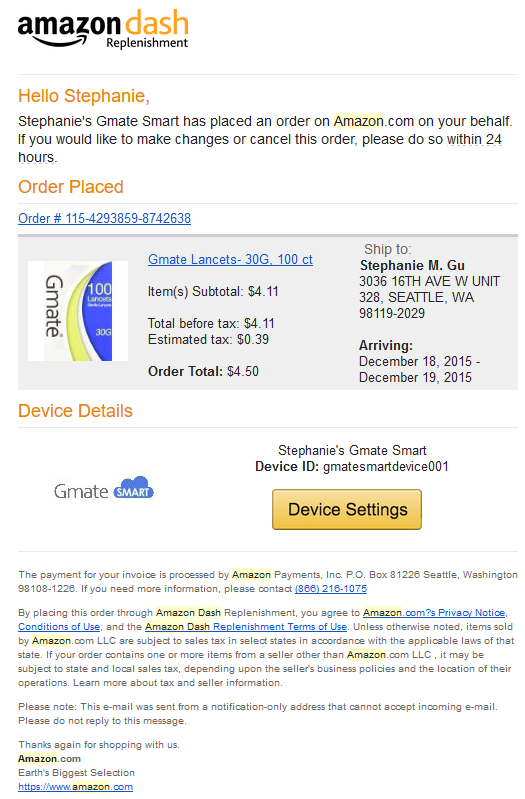 amazon dash
Replenishment
Hello Stephanie,
Stephanie's Gmate Smart has placed an order on Amazon.com on your behalf.
If you would like to make changes or cancel this order, please do so within 24
hours.
Order Placed
Order # 115-4293859-8742638
Gmate
100
Lancets
Sterile Lancets
30G
Gmate Lancets- 30G, 100 ct
Item(s) Subtotal: $4.11
Total before tax: $4.11
Estimated tax: $0.39
Order Total: $4.50
Ship to:
Stephanie M. Gu
3036 16TH AVE W UNIT
328, SEATTLE, WA
98119-2029
Arriving:
December 18, 2015 -
December 19, 2015
Device Details
Gmate SMART
Stephanie's Gmate Smart
Device ID: gmatesmartdevice001
Device Settings
The payment for your invoice is processed by Amazon Payments, Inc. P.O. Box 81226 Seattle, Washington
98108-1226. If you need more information, please contact (866) 216-1075
By placing this order through Amazon Dash Replenishment, you agree to Amazon.com?s Privacy Notice,
Conditions of Use, and the Amazon Dash Replenishment Terms of Use. Unless otherwise noted, items sold
by Amazon.com LLC are subject to sales tax in select states in accordance with the applicable laws of that
state. If your order contains one or more items from a seller other than Amazon.com LLC , it may be
subject to state and local sales tax, depending upon the seller's business policies and the location of their
operations. Learn more about tax and seller information.
Please note: This e-mail was sent from a notification-only address that cannot accept incoming e-mail.
Please do not reply to this message.
Thanks again for shopping with us.
Amazon.com
Earth's Biggest Selection
https://www.amazon.com